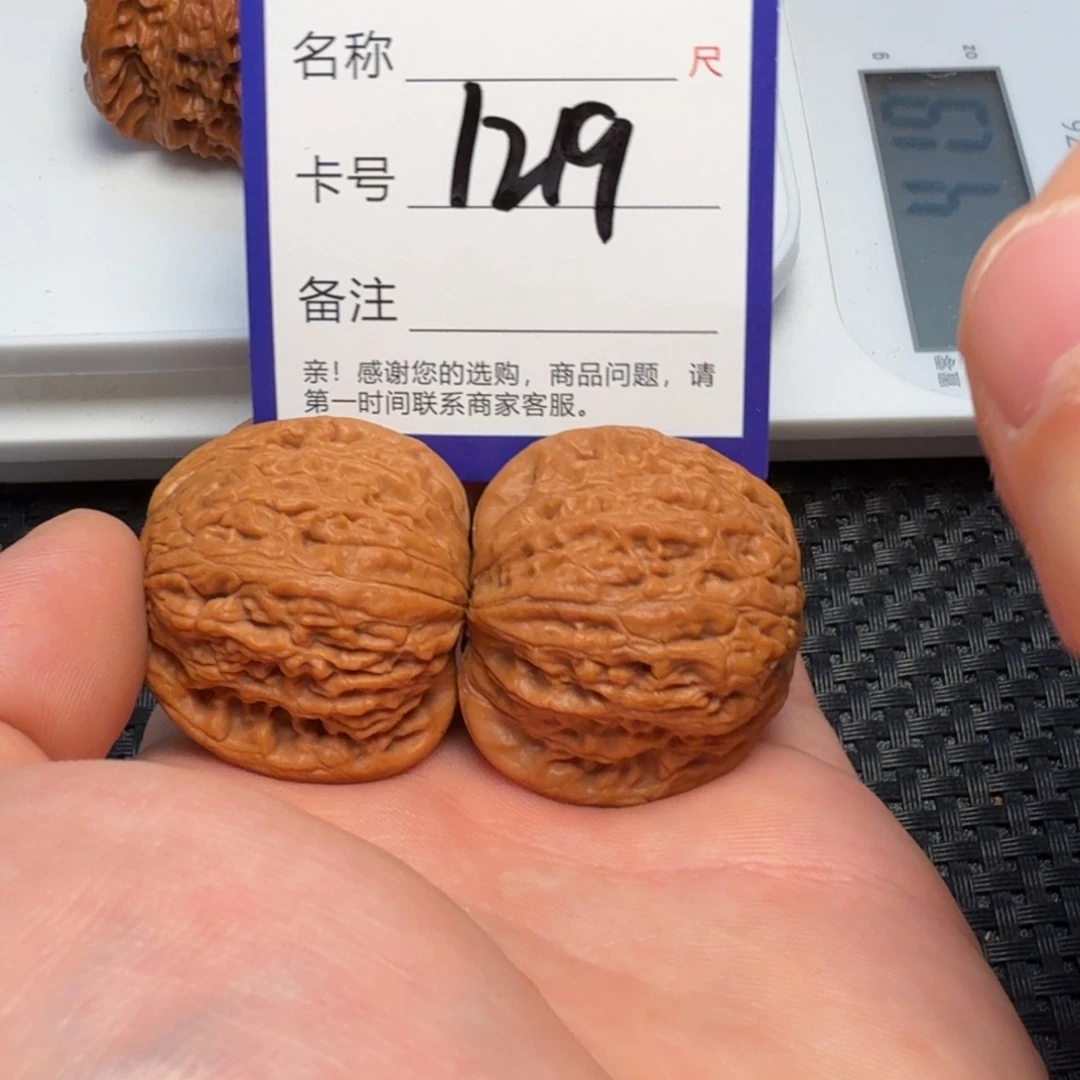 名称 尺
卡号 1219
备注
亲！感谢您的选购，商品问题，请
第一时间联系商家客服。